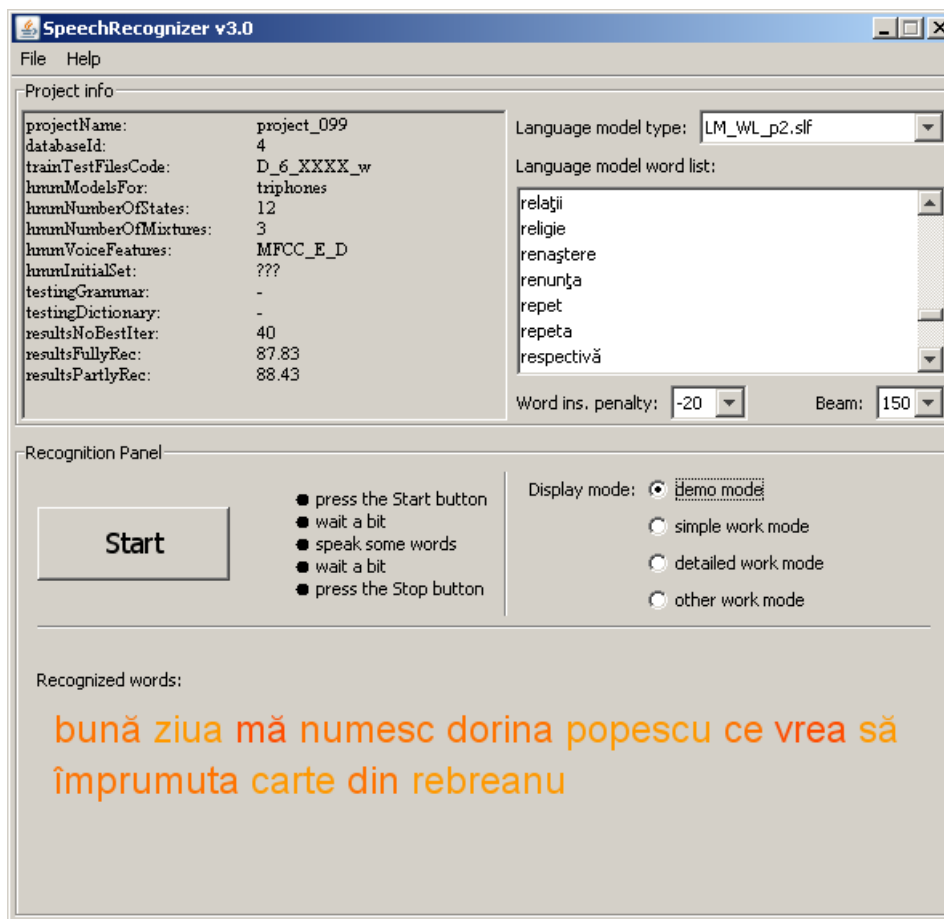 SpeechRecognizer v3.0
File Help
Project info
projectName: project_099
databaseId: 4
trainTestFilesCode: D_6_XXXX_w
hmmModelsFor: triphones
hmmNumberOfStates: 12
hmmNumberOfMixtures: 3
hmmVoiceFeatures: MFCC_E_D
hmmInitialSet: ???
testingGrammar: -
testingDictionary: -
resultsNoBestIter: 40
resultsFullyRec: 87.83
resultsPartlyRec: 88.43
Language model type: LM_WL_p2.slf
Language model word list:
relaţii
religie
renaştere
renunţa
repet
repeta
respectivă
Word ins. penalty: -20 Beam: 150
Recognition Panel
Start
press the Start button
wait a bit
speak some words
wait a bit
press the Stop button
Display mode: demo mode
simple work mode
detailed work mode
other work mode
Recognized words:
bună ziua mă numesc dorina popescu ce vrea să
împrumuta carte din rebreanu